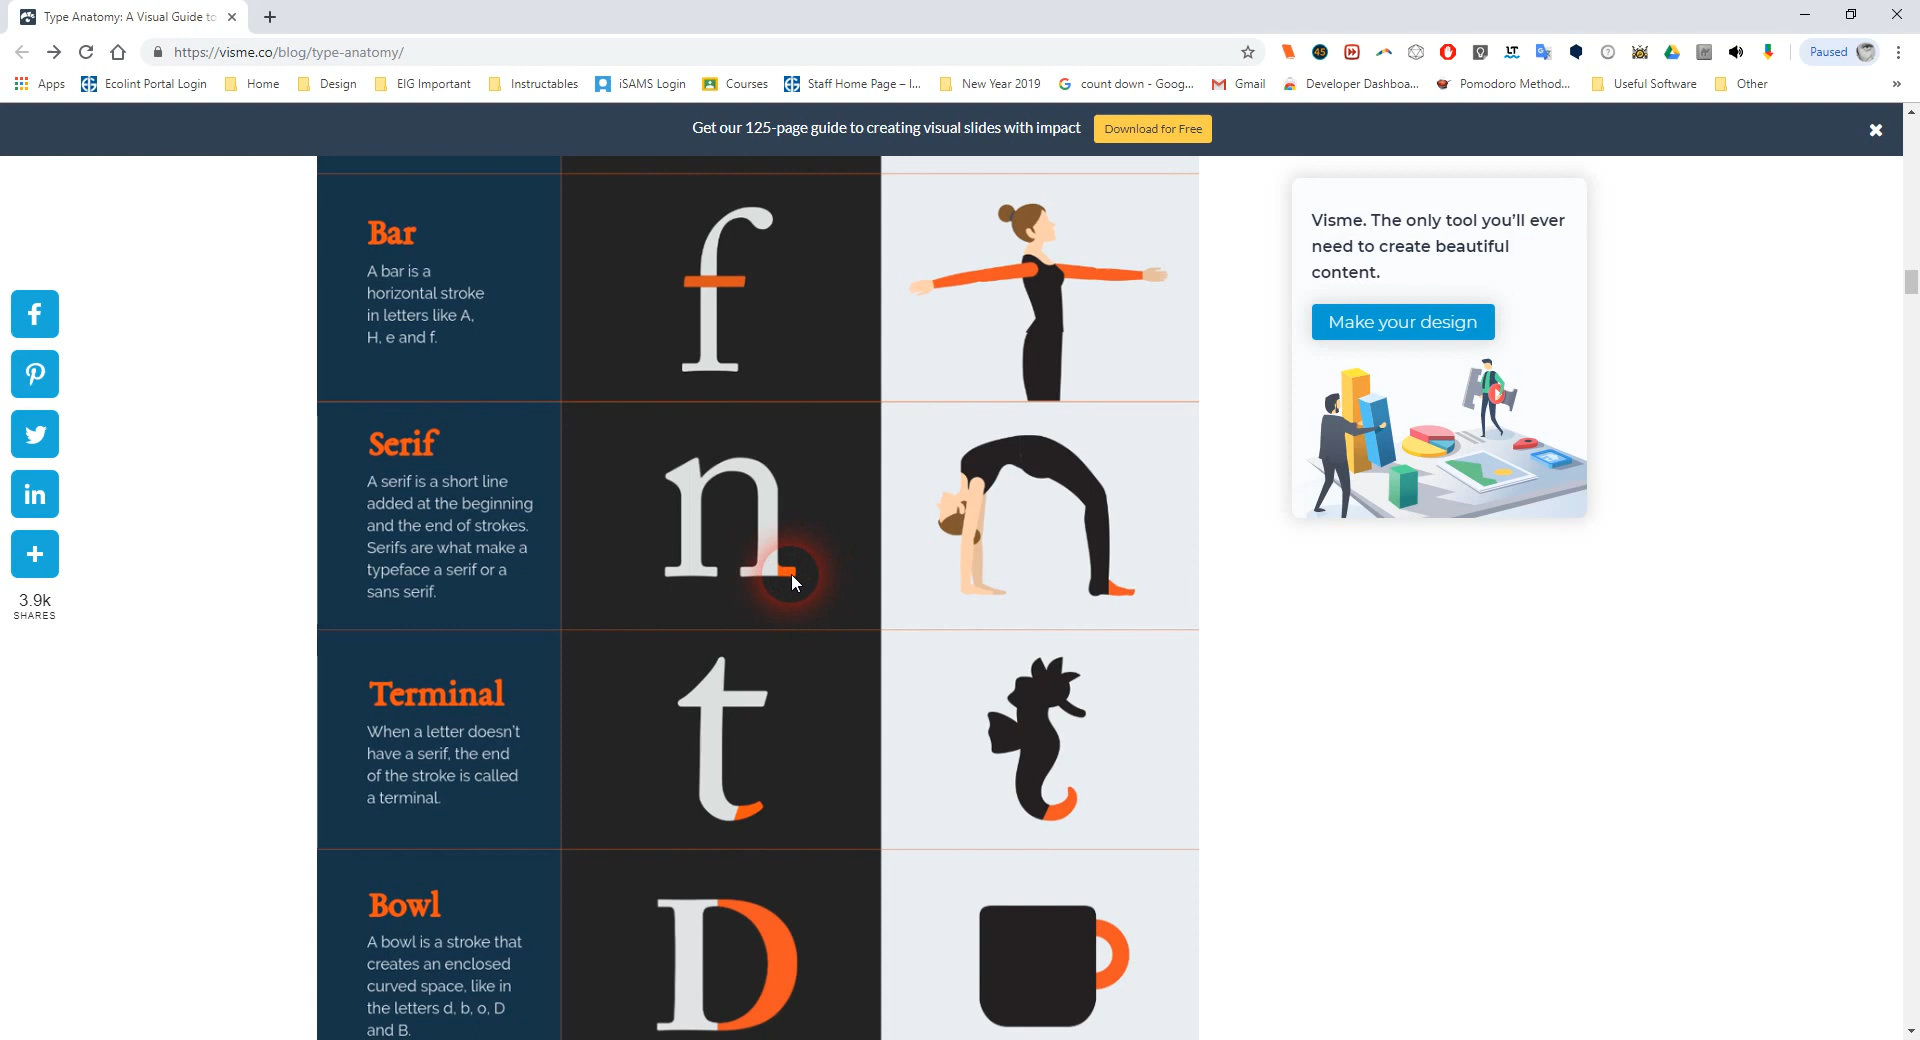 Type Anatomy: A Visual Guide to
https://visme.co/blog/type-anatomy/
45
LT
Paused
Apps
Ecolint Portal Login
Home
Design
EIG Important
Instructables
iSAMS Login
Courses
Staff Home Page – I...
New Year 2019
count down - Goog...
Gmail
Developer Dashboa...
Pomodoro Method...
Useful Software
Other
Get our 125-page guide to creating visual slides with impact
Download for Free
Bar
A bar is a
horizontal stroke
in letters like A,
H, e and f.
f
Serif
A serif is a short line
added at the beginning
and the end of strokes.
Serifs are what make a
typeface a serif or a
sans serif.
n
Terminal
When a letter doesn't
have a serif, the end
of the stroke is called
a terminal.
t
Bowl
A bowl is a stroke that
creates an enclosed
curved space, like in
the letters d, b, o, D
and B.
D
3.9k
SHARES
Visme. The only tool you'll ever
need to create beautiful
content.
Make your design